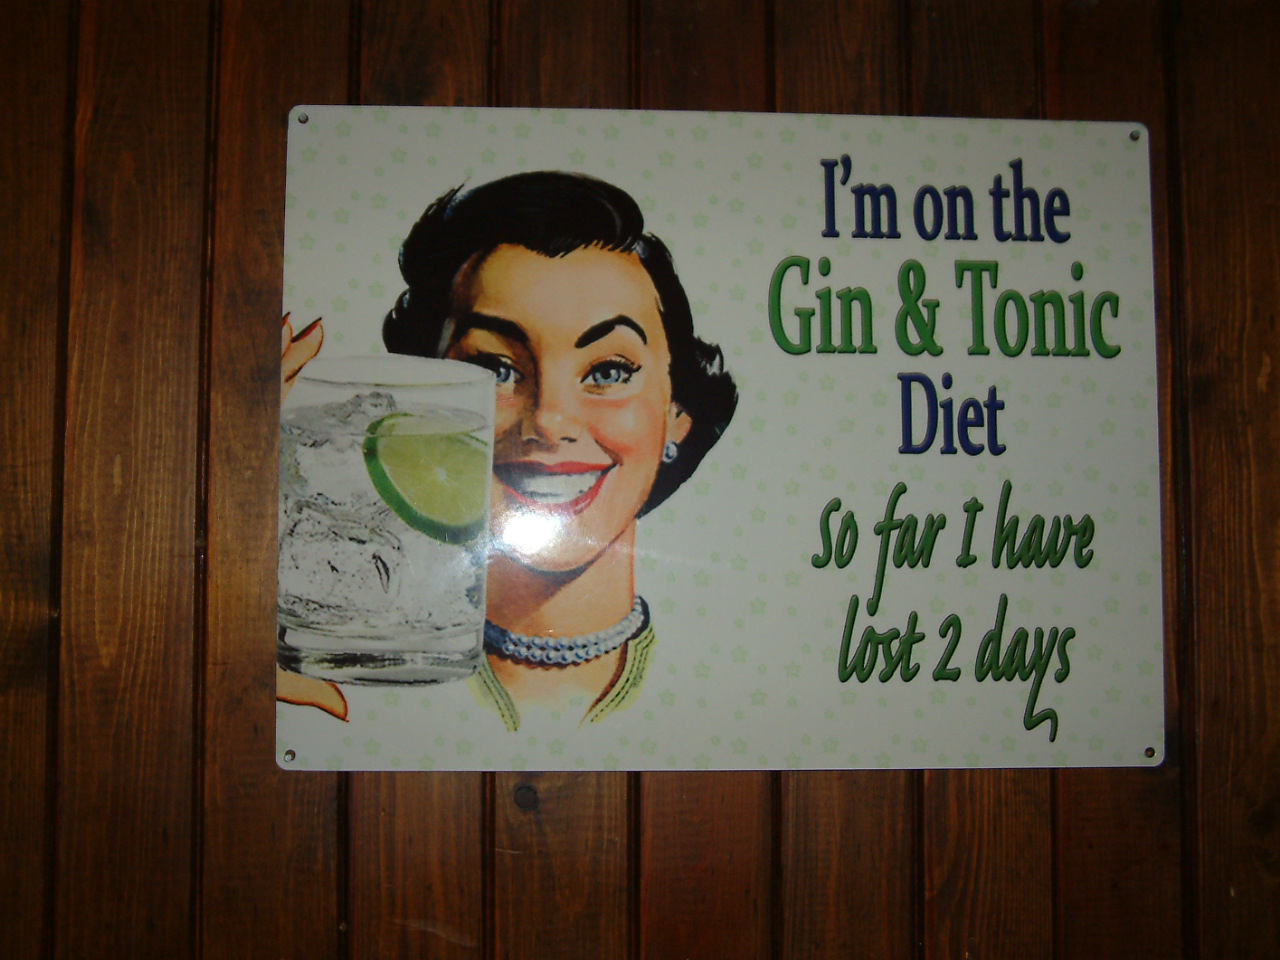 I'm on the
Gin & Tonic
Diet
so far I have
lost 2 days